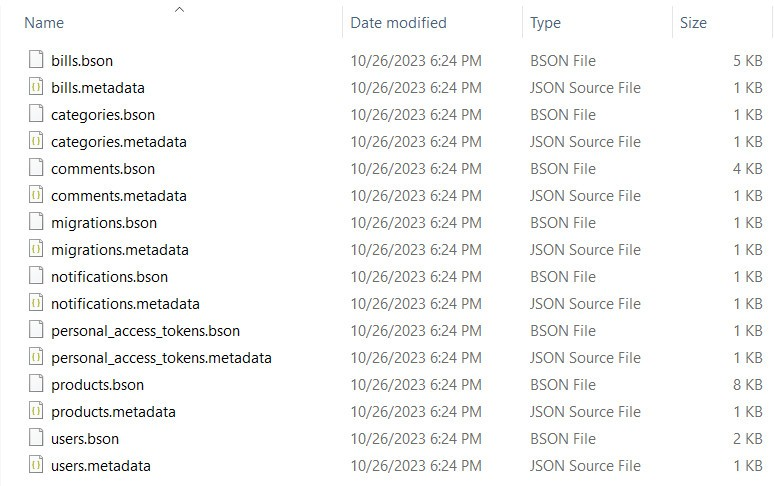 Name Date modified Type Size
bills.bson 10/26/2023 6:24 PM BSON File 5 KB
bills.metadata 10/26/2023 6:24 PM JSON Source File 1 KB
categories.bson 10/26/2023 6:24 PM BSON File 1 KB
categories.metadata 10/26/2023 6:24 PM JSON Source File 1 KB
comments.bson 10/26/2023 6:24 PM BSON File 4 KB
comments.metadata 10/26/2023 6:24 PM JSON Source File 1 KB
migrations.bson 10/26/2023 6:24 PM BSON File 1 KB
migrations.metadata 10/26/2023 6:24 PM JSON Source File 1 KB
notifications.bson 10/26/2023 6:24 PM BSON File 1 KB
notifications.metadata 10/26/2023 6:24 PM JSON Source File 1 KB
personal_access_tokens.bson 10/26/2023 6:24 PM BSON File 1 KB
personal_access_tokens.metadata 10/26/2023 6:24 PM JSON Source File 1 KB
products.bson 10/26/2023 6:24 PM BSON File 8 KB
products.metadata 10/26/2023 6:24 PM JSON Source File 1 KB
users.bson 10/26/2023 6:24 PM BSON File 2 KB
users.metadata 10/26/2023 6:24 PM JSON Source File 1 KB